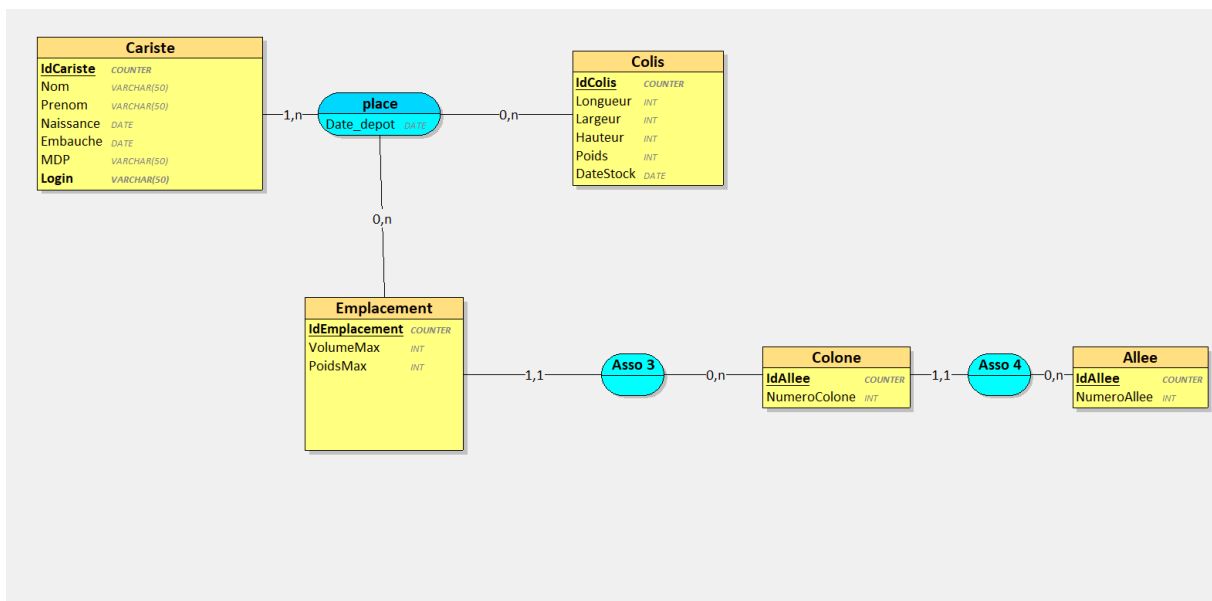 Cariste
IdCariste COUNTER
Nom VARCHAR(50)
Prenom VARCHAR(50)
Naissance DATE
Embauche DATE
MDP VARCHAR(50)
Login VARCHAR(50)
1,n
place
Date_depot DATE
0,n
Colis
IdColis COUNTER
Longueur INT
Largeur INT
Hauteur INT
Poids INT
DateStock DATE
0,n
Emplacement
IdEmplacement COUNTER
VolumeMax INT
PoidsMax INT
1,1
Asso 3
0,n
Colone
IdAllee COUNTER
NumeroColone INT
1,1
Asso 4
0,n
Allee
IdAllee COUNTER
NumeroAllee INT